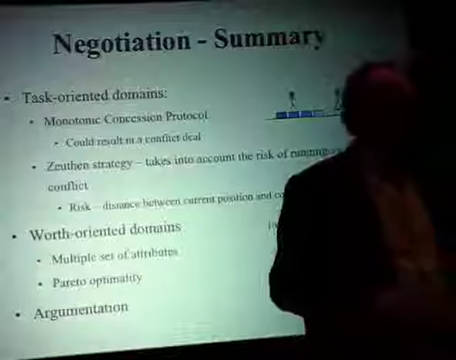 Negotiation - Summary
• Task-oriented domains:
• Monotonic Concession Protocol
• Could result in a conflict deal
• Zeuthen strategy – takes into account the risk of running
conflict
• Risk – distance between current position and
• Worth-oriented domains
• Multiple set of attributes
• Pareto optimality
• Argumentation